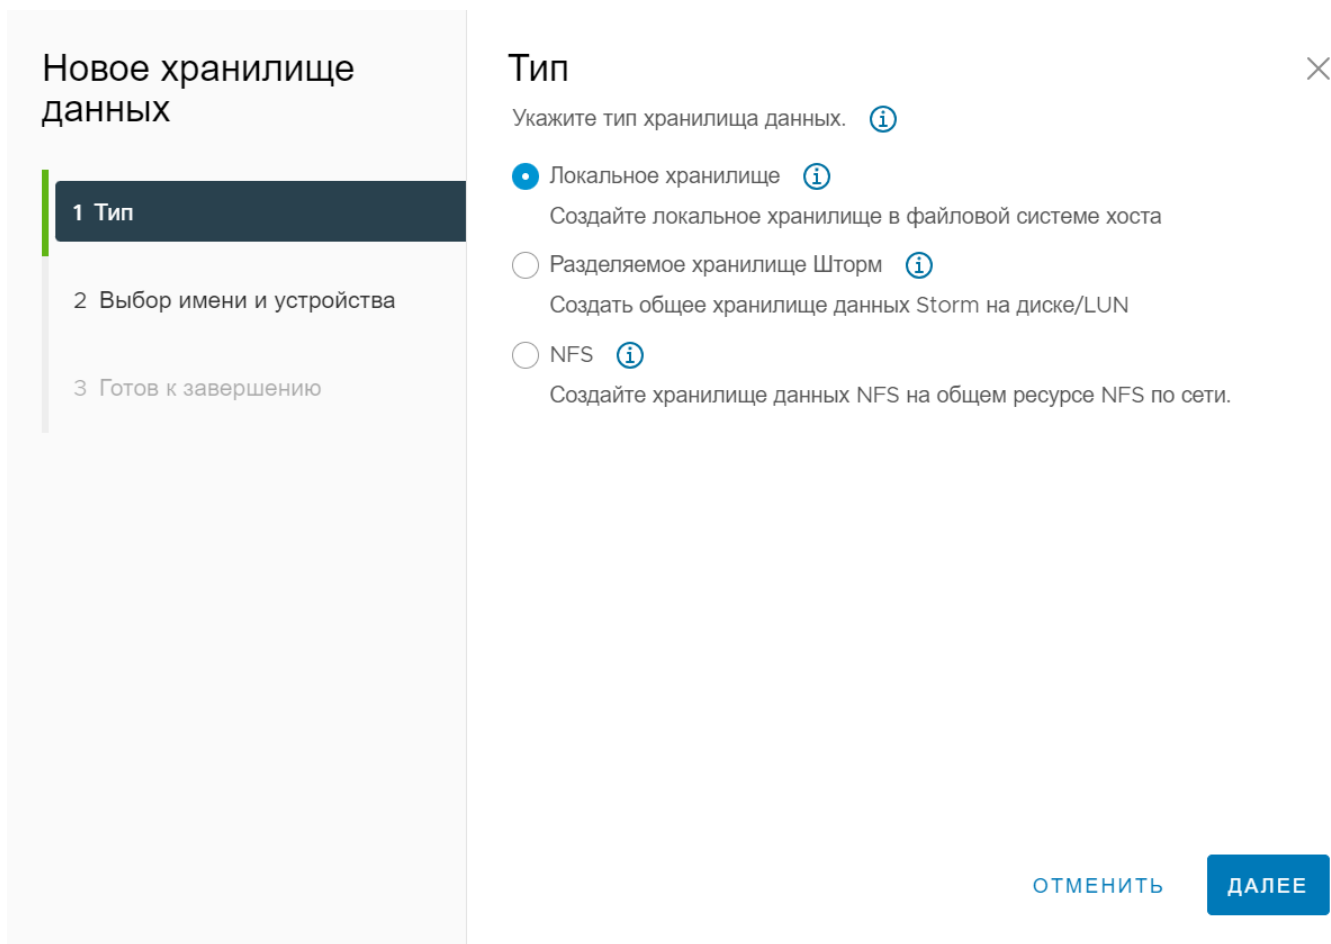 Новое хранилище
данных
1 Тип
2 Выбор имени и устройства
3 Готов к завершению
Тип
Укажите тип хранилища данных.
Локальное хранилище
Создайте локальное хранилище в файловой системе хоста
Разделяемое хранилище Шторм
Создать общее хранилище данных Storm на диске/LUN
NFS
Создайте хранилище данных NFS на общем ресурсе NFS по сети.
ОТМЕНИТЬ
ДАЛЕЕ